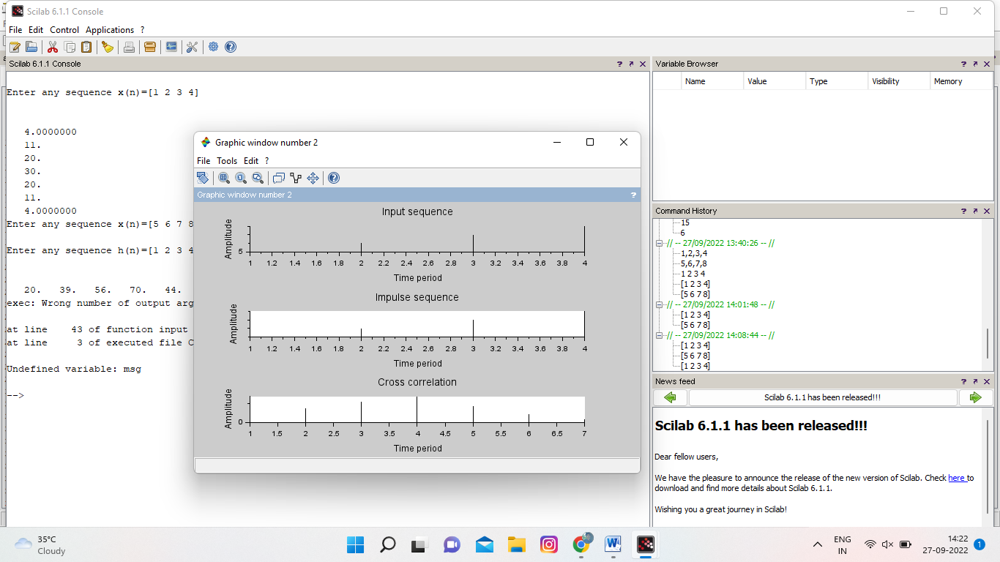 Scilab 6.1.1 Console
File Edit Control Applications ?
Scilab 6.1.1 Console
Enter any sequence x(n)=[1 2 3 4]
4.0000000
11.
20.
30.
20.
11.
4.0000000
Enter any sequence x(n)=[5 6 7 8
Enter any sequence h(n)=[1 2 3 4
20. 39. 56. 70. 44.
exec: Wrong number of output arg
at line 43 of function input
at line 3 of executed file C
Undefined variable: msg
-->
Graphic window number 2
File Tools Edit ?
Graphic window number 2
Input sequence
Amplitude
5
1 1.2 1.4 1.6 1.8 2 2.2 2.4 2.6 2.8 3 3.2 3.4 3.6 3.8 4
Time period
Impulse sequence
Amplitude
1 1.2 1.4 1.6 1.8 2 2.2 2.4 2.6 2.8 3 3.2 3.4 3.6 3.8 4
Time period
Cross correlation
Amplitude
0
1 1.5 2 2.5 3 3.5 4 4.5 5 5.5 6 6.5 7
Time period
Variable Browser
Name Value Type Visibility Memory
Command History
15
6
// -- 27/09/2022 13:40:26 -- //
1,2,3,4
5,6,7,8
1 2 3 4
[1 2 3 4]
[5 6 7 8]
// -- 27/09/2022 14:01:48 -- //
[1 2 3 4]
[5 6 7 8]
// -- 27/09/2022 14:08:44 -- //
[1 2 3 4]
[5 6 7 8]
[1 2 3 4]
News feed
Scilab 6.1.1 has been released!!!
Scilab 6.1.1 has been released!!!
Dear fellow users,
We have the pleasure to announce the release of the new version of Scilab. Check here to
download and find more details about Scilab 6.1.1.
Wishing you a great journey in Scilab!
35°C
Cloudy
ENG
IN
14:22
27-09-2022
1